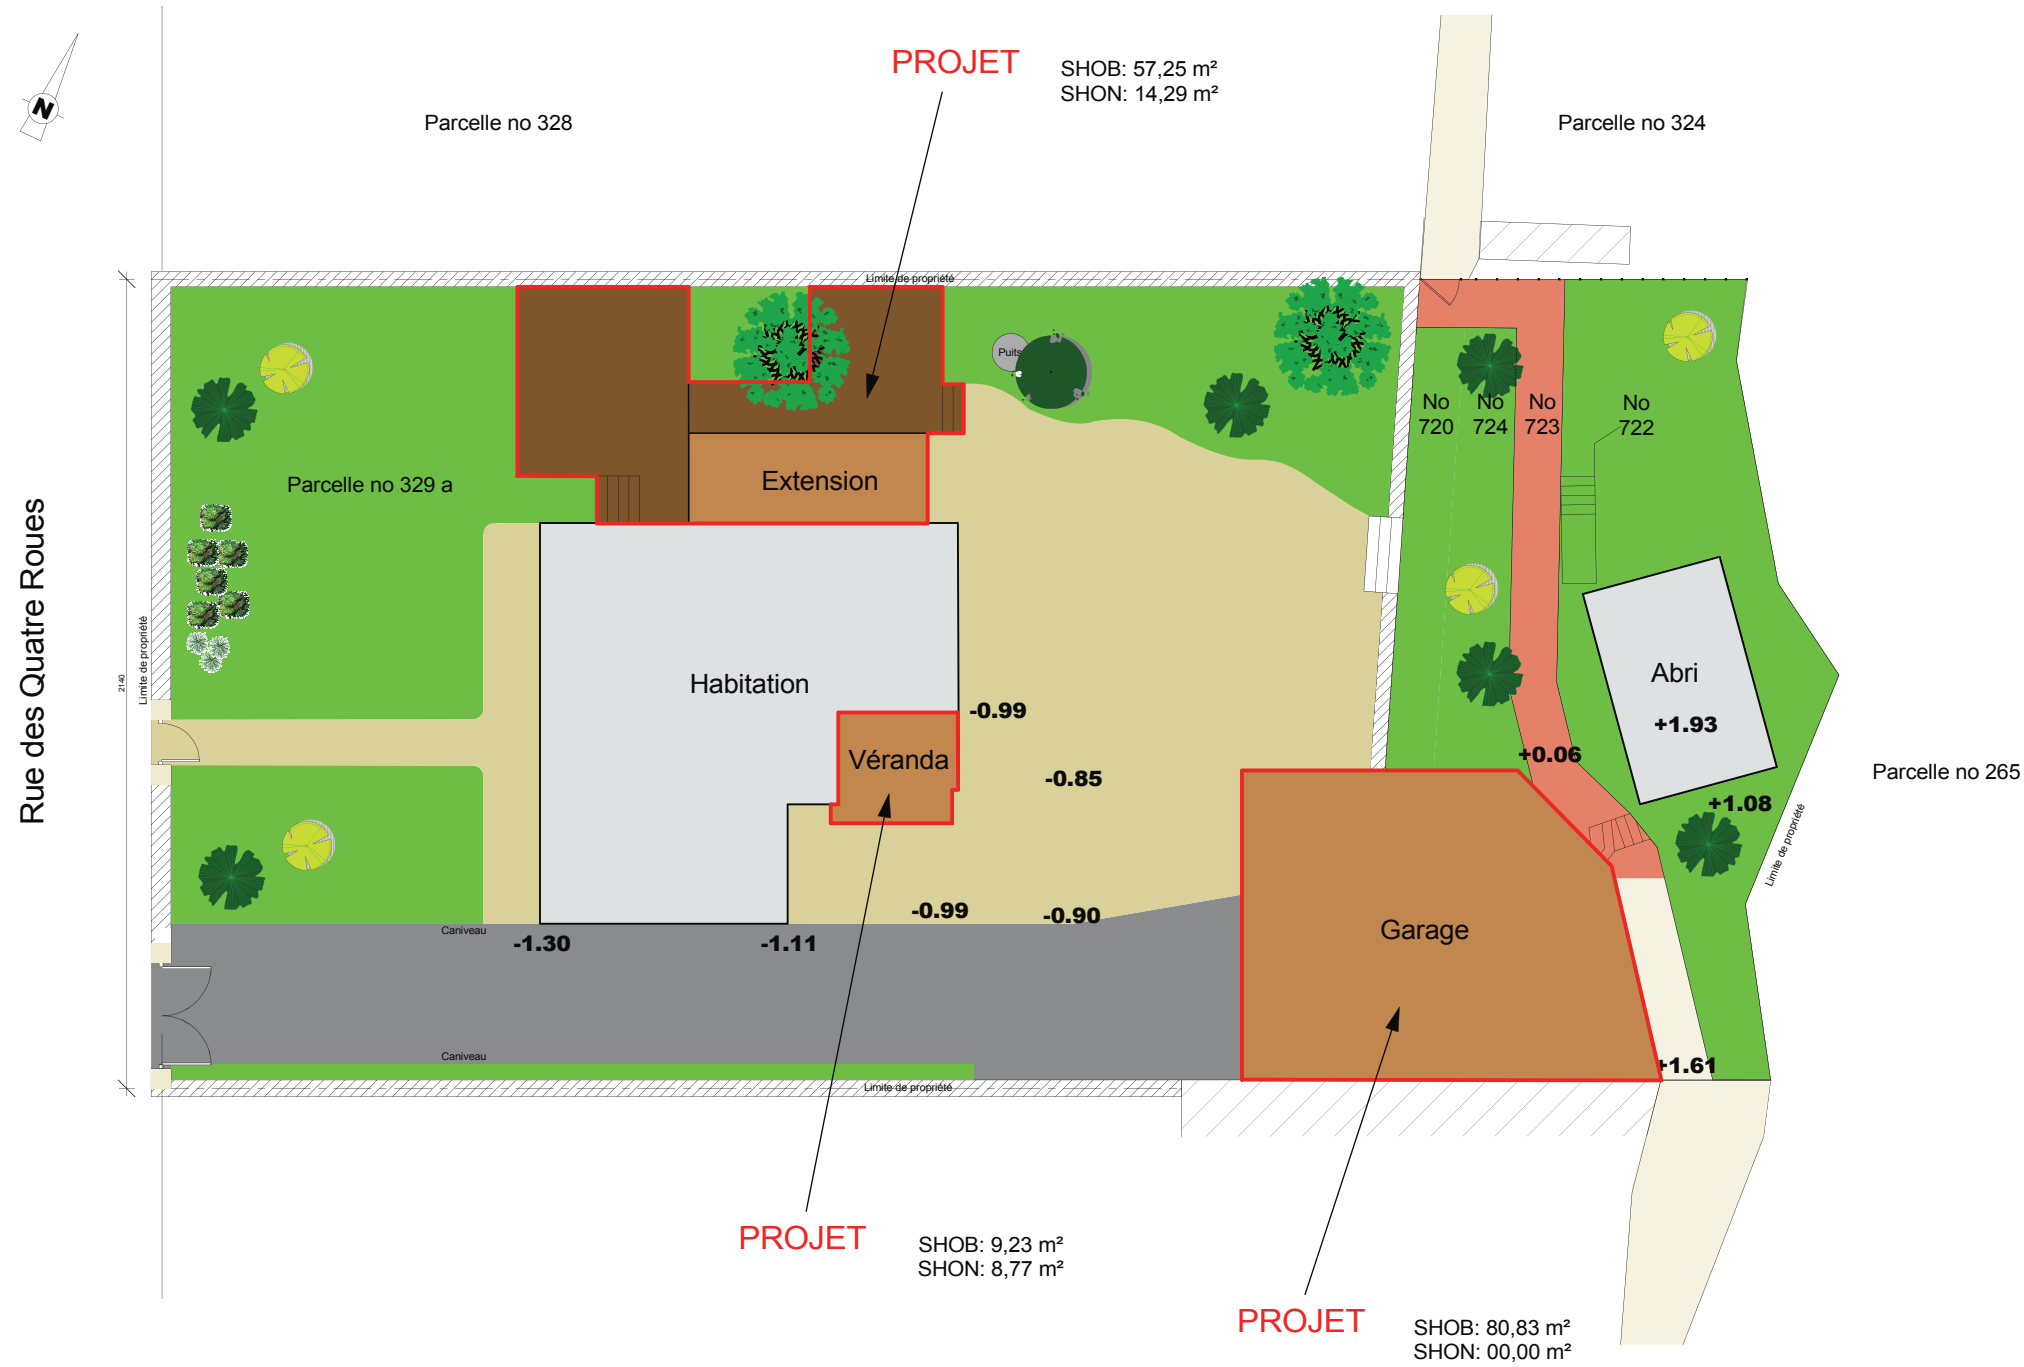 PROJET
SHOB: 57,25 m²
SHON: 14,29 m²
N
Parcelle no 328
Parcelle no 324
Limite de propriété
Puits
No
720
No
724
No
723
No
722
Extension
Parcelle no 329 a
Rue des Quatre Roues
2140
Limite de propriété
Habitation
Abri
+1.93
-0.99
Véranda
-0.85
+0.06
+1.08
Parcelle no 265
Limite de propriété
-0.99
-0.90
Garage
Caniveau
-1.30
-1.11
Caniveau
+1.61
Limite de propriété
PROJET
SHOB: 9,23 m²
SHON: 8,77 m²
PROJET
SHOB: 80,83 m²
SHON: 00,00 m²